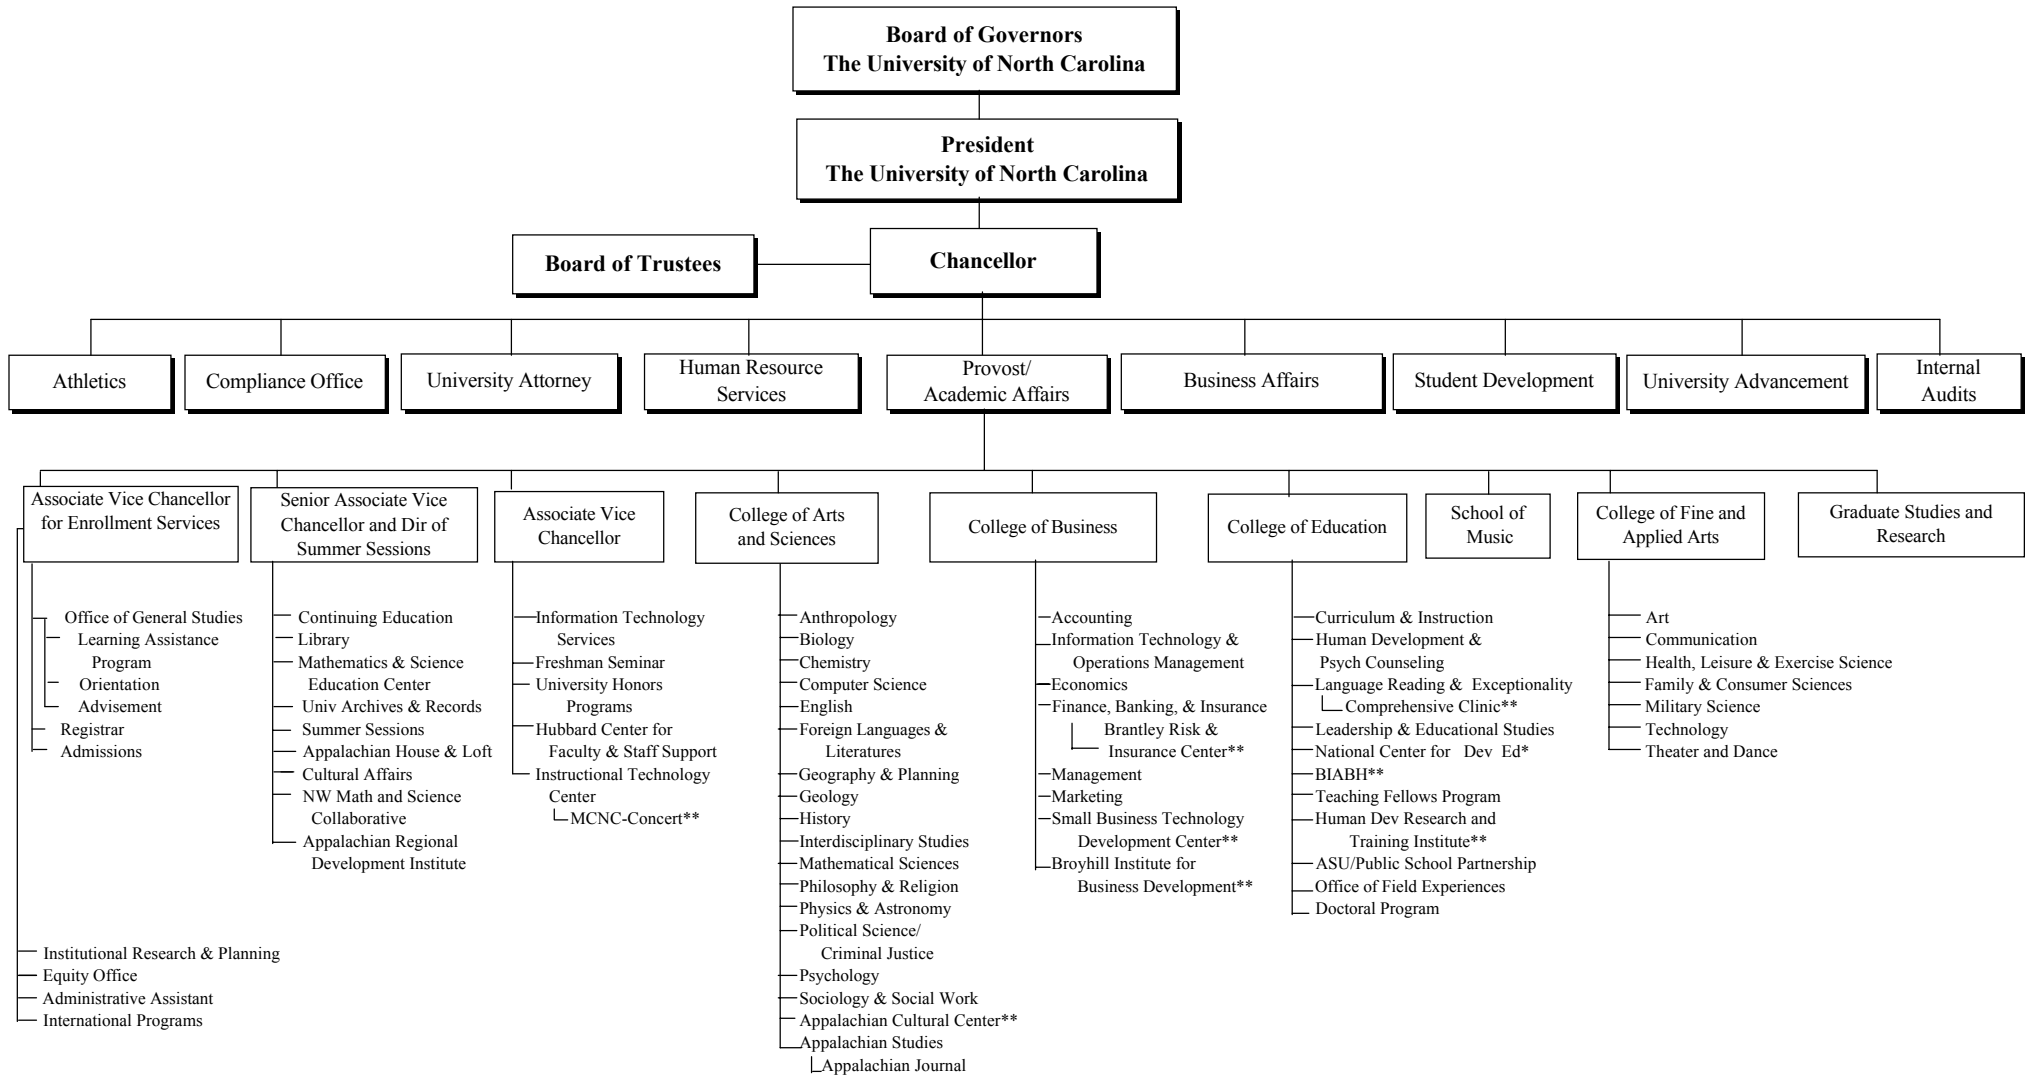 Board of Governors
The University of North Carolina
President
The University of North Carolina
Board of Trustees
Chancellor
Athletics
Compliance Office
University Attorney
Human Resource
Services
Provost/
Academic Affairs
Business Affairs
Student Development
University Advancement
Internal
Audits
Associate Vice Chancellor
for Enrollment Services
Senior Associate Vice
Chancellor and Dir of
Summer Sessions
Associate Vice
Chancellor
College of Arts
and Sciences
College of Business
College of Education
School of
Music
College of Fine and
Applied Arts
Graduate Studies and
Research
Office of General Studies
Learning Assistance
Program
Orientation
Advisement
Registrar
Admissions
Institutional Research & Planning
Equity Office
Administrative Assistant
International Programs
Continuing Education
Library
Mathematics & Science
Education Center
Univ Archives & Records
Summer Sessions
Appalachian House & Loft
Cultural Affairs
NW Math and Science
Collaborative
Appalachian Regional
Development Institute
Information Technology
Services
Freshman Seminar
University Honors
Programs
Hubbard Center for
Faculty & Staff Support
Instructional Technology
Center
MCNC-Concert**
Anthropology
Biology
Chemistry
Computer Science
English
Foreign Languages &
Literatures
Geography & Planning
Geology
History
Interdisciplinary Studies
Mathematical Sciences
Philosophy & Religion
Physics & Astronomy
Political Science/
Criminal Justice
Psychology
Sociology & Social Work
Appalachian Cultural Center**
Appalachian Studies
Appalachian Journal
Accounting
Information Technology &
Operations Management
Economics
Finance, Banking, & Insurance
Brantley Risk &
Insurance Center**
Management
Marketing
Small Business Technology
Development Center**
Broyhill Institute for
Business Development**
Curriculum & Instruction
Human Development &
Psych Counseling
Language Reading & Exceptionality
Comprehensive Clinic**
Leadership & Educational Studies
National Center for Dev Ed*
BIABH**
Teaching Fellows Program
Human Dev Research and
Training Institute**
ASU/Public School Partnership
Office of Field Experiences
Doctoral Program
Art
Communication
Health, Leisure & Exercise Science
Family & Consumer Sciences
Military Science
Technology
Theater and Dance